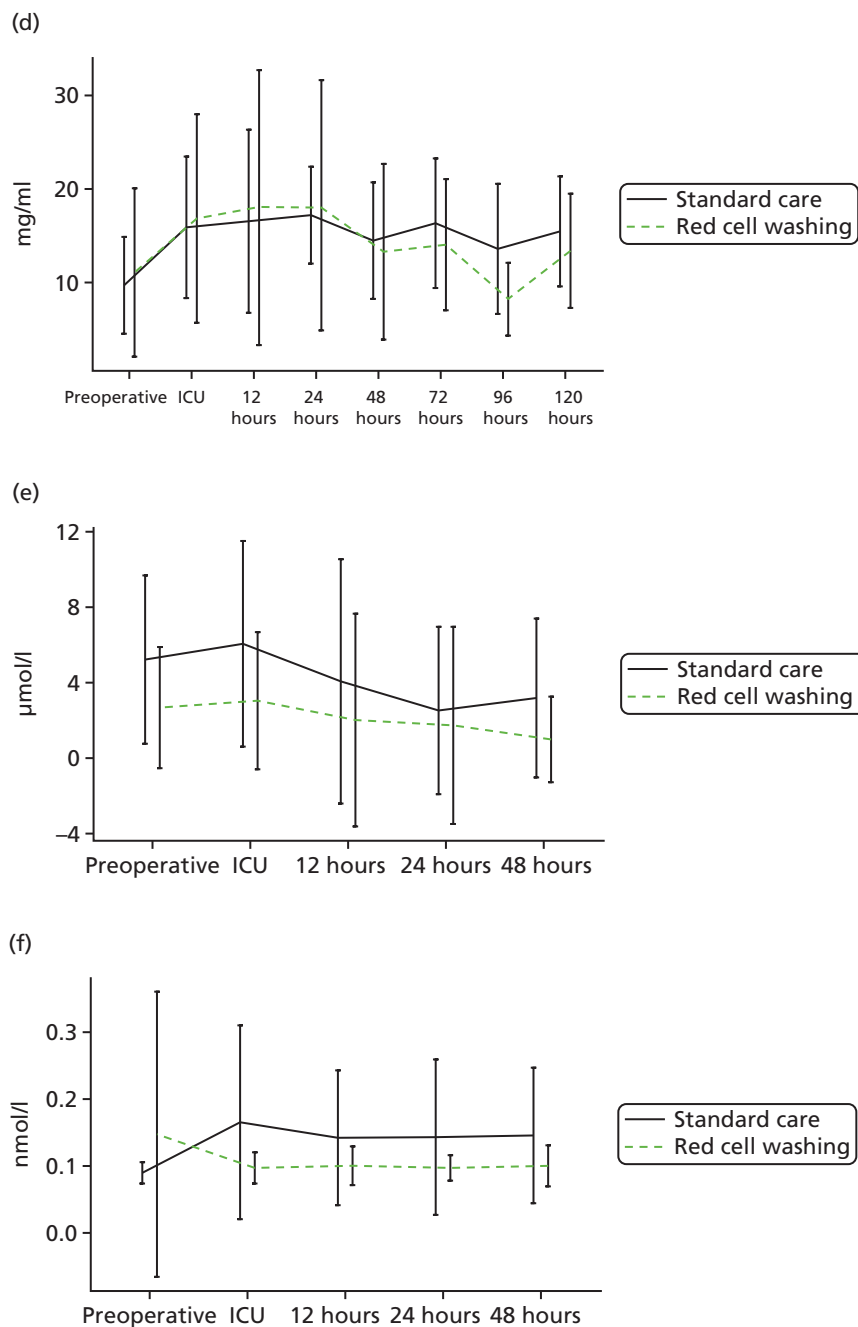 (d)
30
20
10
mg/ml
Preoperative ICU 12 hours 24 hours 48 hours 72 hours 96 hours 120 hours
Standard care
Red cell washing
(e)
12
8
4
0
–4
µmol/l
Preoperative ICU 12 hours 24 hours 48 hours
Standard care
Red cell washing
(f)
0.3
0.2
0.1
0.0
nmol/l
Preoperative ICU 12 hours 24 hours 48 hours
Standard care
Red cell washing